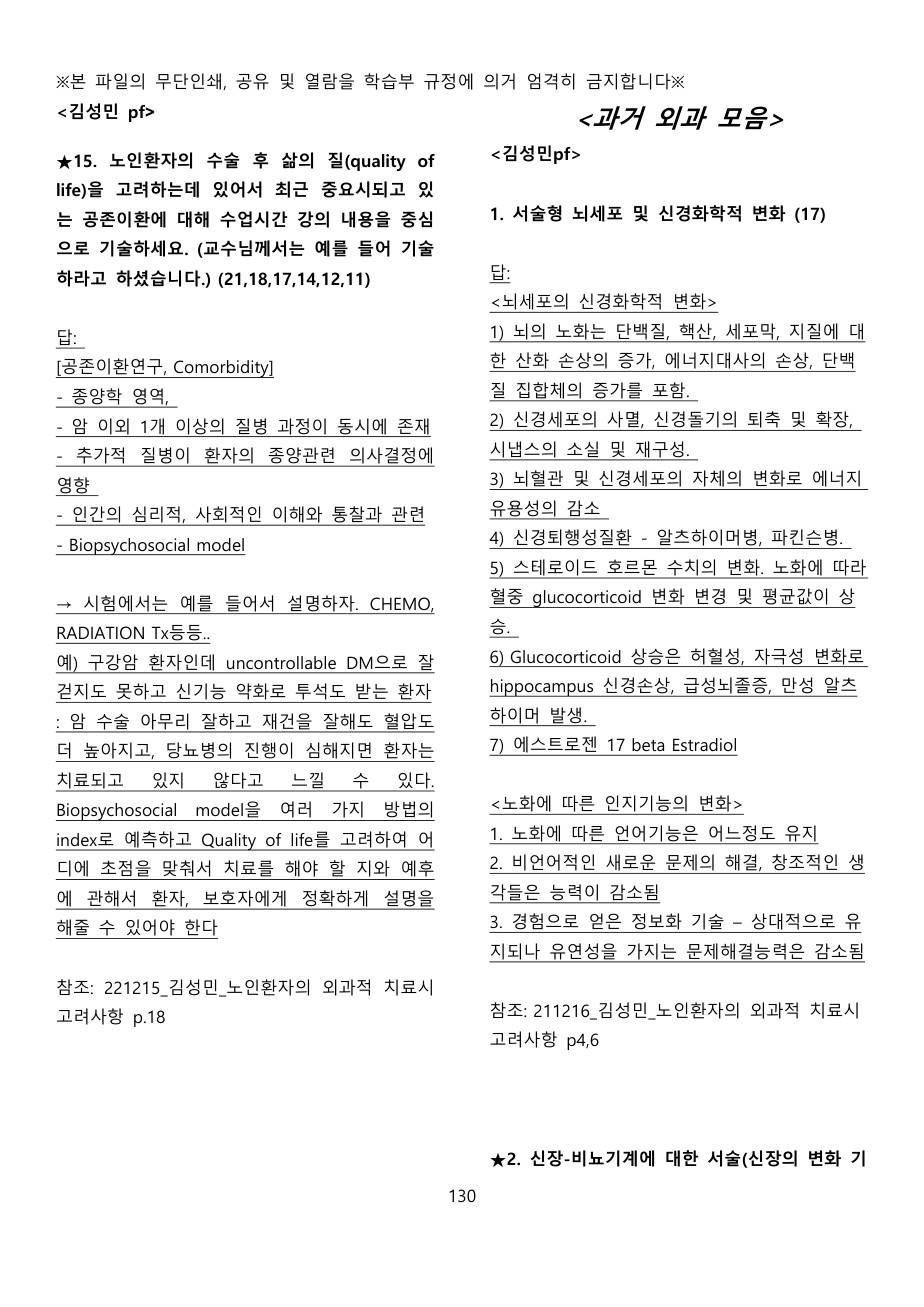 ※본 파일의 무단인쇄, 공유 및 열람을 학습부 규정에 의거 엄격히 금지합니다※
<김성민 pf>
★15. 노인환자의 수술 후 삶의 질(quality of
life)을 고려하는데 있어서 최근 중요시되고 있
는 공존이환에 대해 수업시간 강의 내용을 중심
으로 기술하세요. (교수님께서는 예를 들어 기술
하라고 하셨습니다.) (21,18,17,14,12,11)
답:
[공존이환연구, Comorbidity]
- 종양학 영역,
- 암 이외 1개 이상의 질병 과정이 동시에 존재
- 추가적 질병이 환자의 종양관련 의사결정에
영향
- 인간의 심리적, 사회적인 이해와 통찰과 관련
- Biopsychosocial model
→ 시험에서는 예를 들어서 설명하자. CHEMO,
RADIATION Tx등등..
예) 구강암 환자인데 uncontrollable DM으로 잘
걷지도 못하고 신기능 약화로 투석도 받는 환자
: 암 수술 아무리 잘하고 재건을 잘해도 혈압도
더 높아지고, 당뇨병의 진행이 심해지면 환자는
치료되고 있지 않다고 느낄 수 있다.
Biopsychosocial model을 여러 가지 방법의
index로 예측하고 Quality of life를 고려하여 어
디에 초점을 맞춰서 치료를 해야 할 지와 예후
에 관해서 환자, 보호자에게 정확하게 설명을
해줄 수 있어야 한다
참조: 221215_김성민_노인환자의 외과적 치료시
고려사항 p.18
<과거 외과 모음>
<김성민pf>
1. 서술형 뇌세포 및 신경화학적 변화 (17)
답:
<뇌세포의 신경화학적 변화>
1) 뇌의 노화는 단백질, 핵산, 세포막, 지질에 대
한 산화 손상의 증가, 에너지대사의 손상, 단백
질 집합체의 증가를 포함.
2) 신경세포의 사멸, 신경돌기의 퇴축 및 확장,
시냅스의 소실 및 재구성.
3) 뇌혈관 및 신경세포의 자체의 변화로 에너지
유용성의 감소
4) 신경퇴행성질환 - 알츠하이머병, 파킨슨병.
5) 스테로이드 호르몬 수치의 변화. 노화에 따라
혈중 glucocorticoid 변화 변경 및 평균값이 상
승.
6) Glucocorticoid 상승은 허혈성, 자극성 변화로
hippocampus 신경손상, 급성뇌졸증, 만성 알츠
하이머 발생.
7) 에스트로젠 17 beta Estradiol
<노화에 따른 인지기능의 변화>
1. 노화에 따른 언어기능은 어느정도 유지
2. 비언어적인 새로운 문제의 해결, 창조적인 생
각들은 능력이 감소됨
3. 경험으로 얻은 정보화 기술 – 상대적으로 유
지되나 유연성을 가지는 문제해결능력은 감소됨
참조: 211216_김성민_노인환자의 외과적 치료시
고려사항 p4,6
★2. 신장-비뇨기계에 대한 서술(신장의 변화 기
130